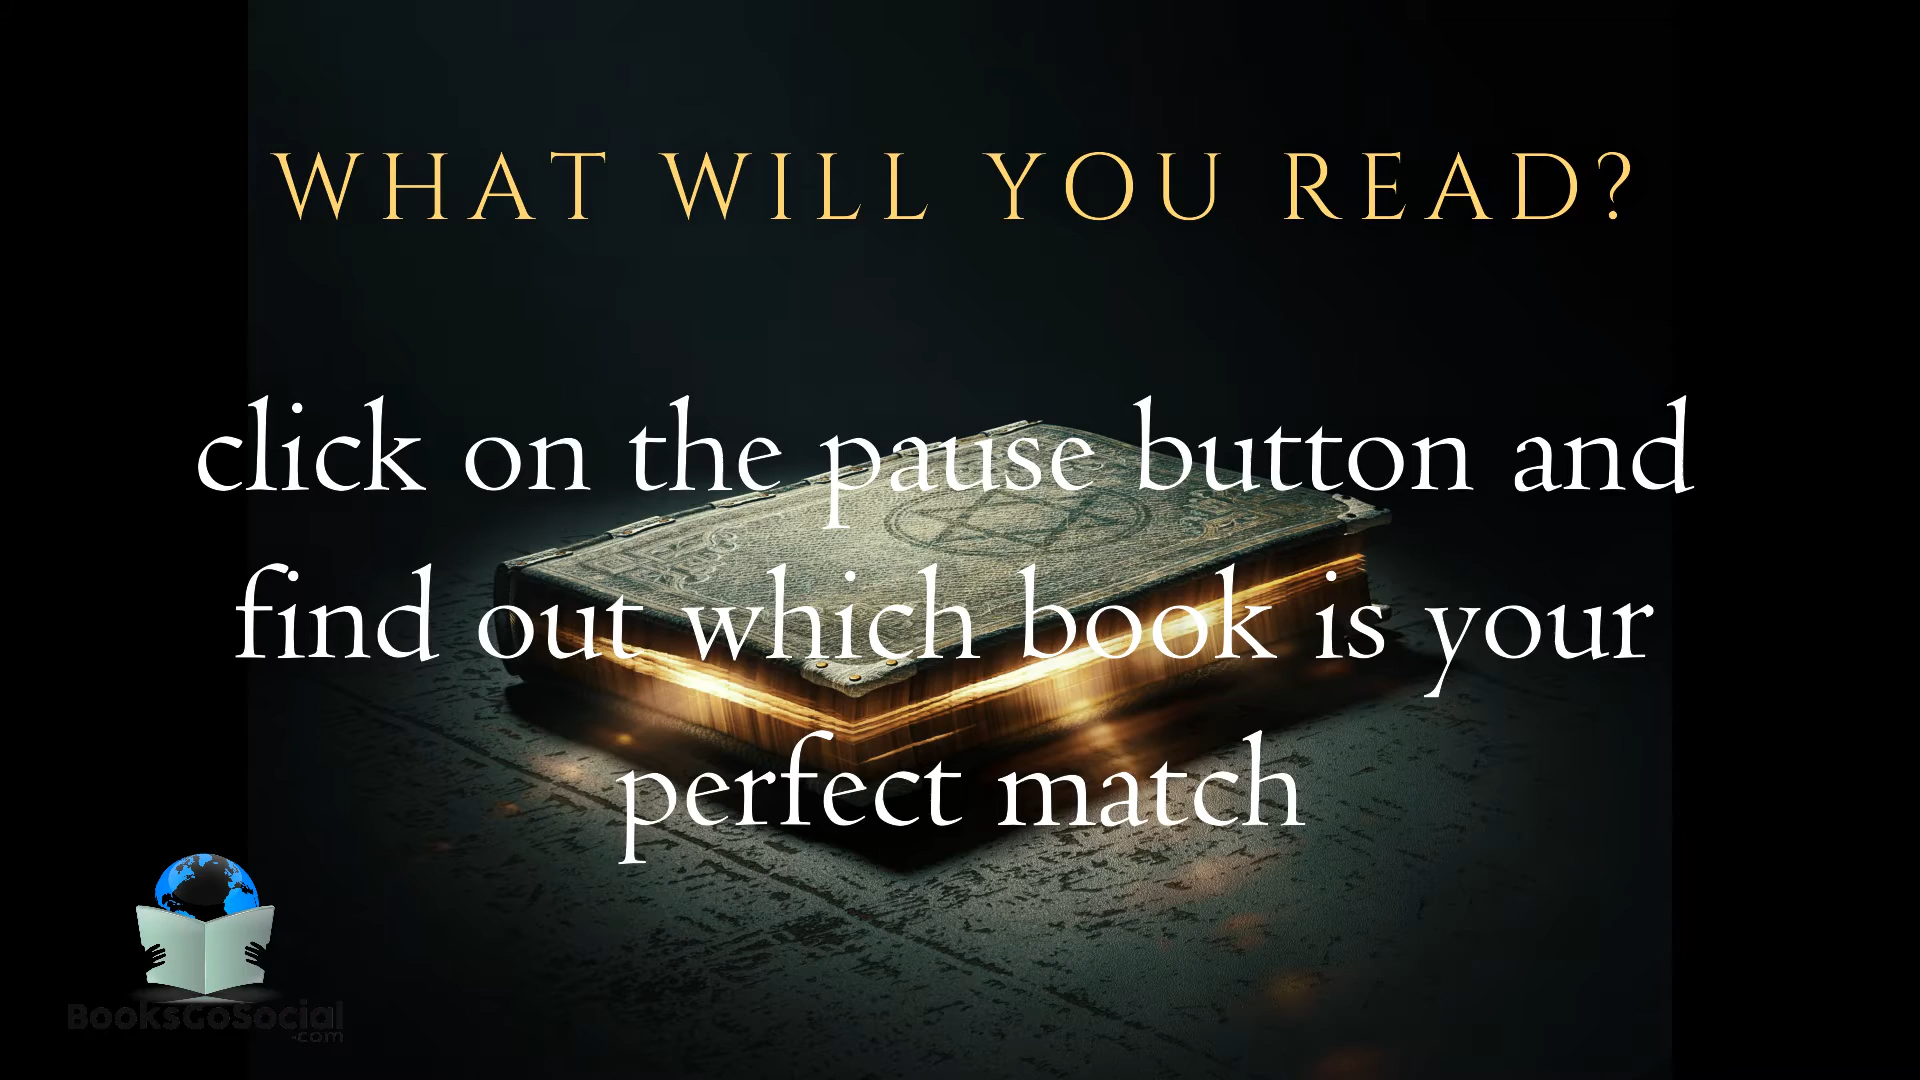 WHAT WILL YOU READ?
click on the pause button and
find out which book is your
perfect match
BooksGoSocial
.com